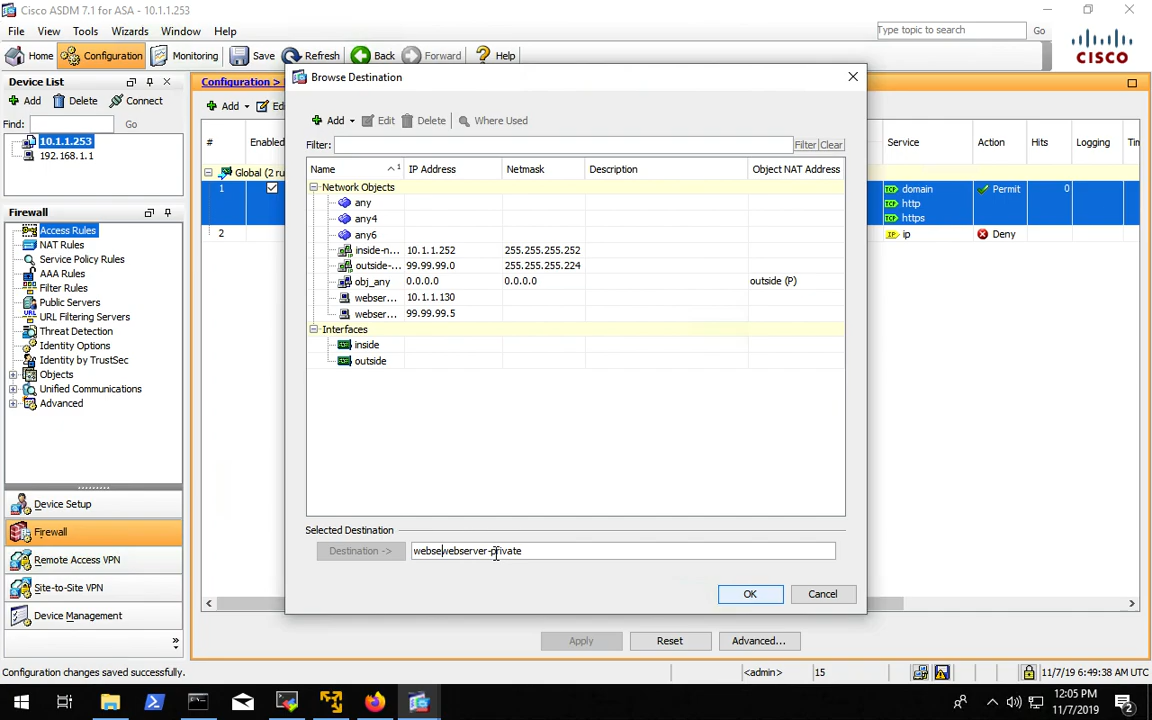 Cisco ASDM 7.1 for ASA - 10.1.1.253
File View Tools Wizards Window Help
Type topic to search Go
Home Configuration Monitoring Save Refresh Back Forward Help
CISCO
Device List
Add Delete Connect
Find: Go
10.1.1.253
192.168.1.1
Firewall
Access Rules
NAT Rules
Service Policy Rules
AAA Rules
Filter Rules
Public Servers
URL Filtering Servers
Threat Detection
Identity Options
Identity by TrustSec
Objects
Unified Communications
Advanced
Device Setup
Firewall
Remote Access VPN
Site-to-Site VPN
Device Management
Configuration >
Add
# Enabled
Global (2 ru
1
2
Service Action Hits Logging Tim
domain Permit 0
http
https
ip Deny
Browse Destination
Add Edit Delete Where Used
Filter: Filter Clear
Name 1 IP Address Netmask Description Object NAT Address
Network Objects
any
any4
any6
inside-n... 10.1.1.252 255.255.255.252
outside-... 99.99.99.0 255.255.255.224
obj_any 0.0.0.0 0.0.0.0 outside (P)
webser... 10.1.1.130
webser... 99.99.99.5
Interfaces
inside
outside
Selected Destination
Destination -> websewebserver-private
OK Cancel
Apply Reset Advanced...
Configuration changes saved successfully. <admin> 15 11/7/19 6:49:38 AM UTC
12:05 PM
11/7/2019
2